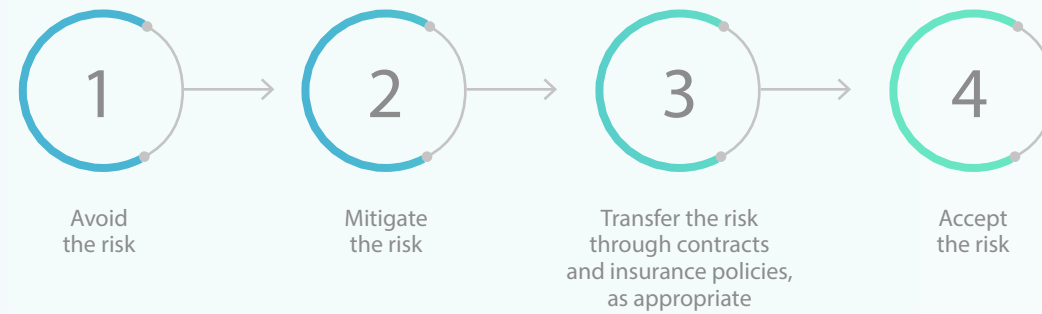 1
2
3
4
Avoid
the risk
Mitigate
the risk
Transfer the risk
through contracts
and insurance policies,
as appropriate
Accept
the risk